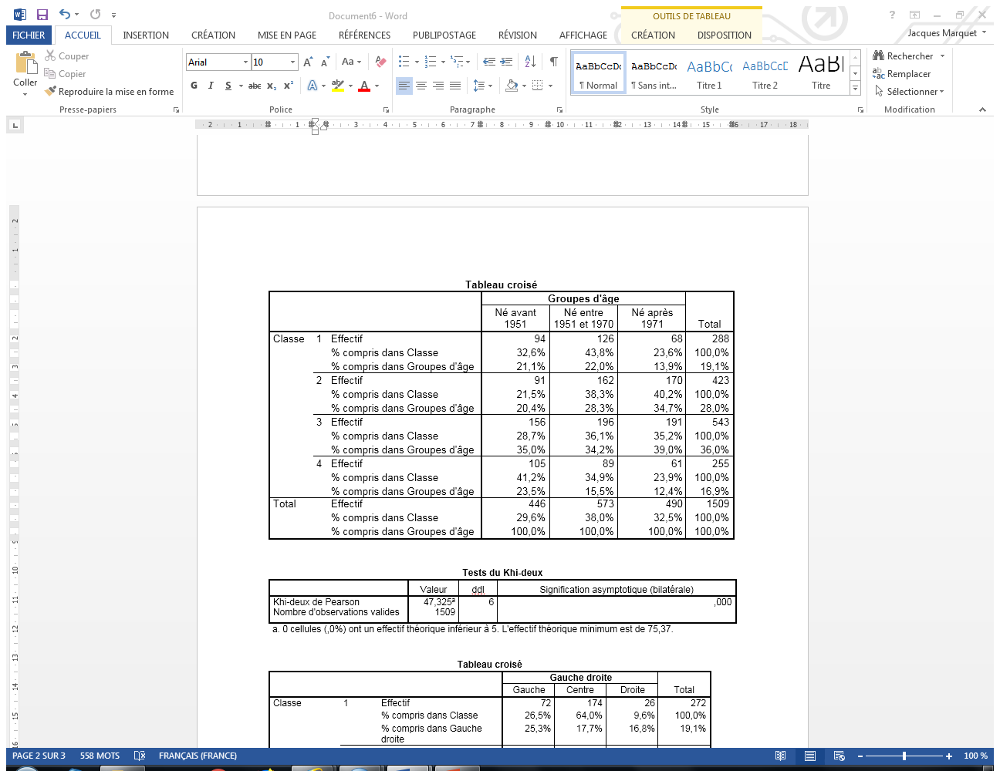 Document6 - Word
OUTILS DE TABLEAU
?
FICHIER ACCUEIL INSERTION CRÉATION MISE EN PAGE RÉFÉRENCES PUBLIPOSTAGE RÉVISION AFFICHAGE CRÉATION DISPOSITION Jacques Marquet
Coller
Couper
Copier
Reproduire la mise en forme
Presse-papiers
Arial 10
G I S abc x₂ x²
Police
Paragraphe
AaBbCcDc AaBbCcDc AaBbCc AaBbCcD AaBl
¶ Normal ¶ Sans int... Titre 1 Titre 2 Titre
Style
Rechercher
Remplacer
Sélectionner
Modification
2 1 1 3 4 5 6 7 8 9 10 11 12 13 14 15 16 17 18
Tableau croisé
Groupes d'âge
Né avant 1951 Né entre 1951 et 1970 Né après 1971 Total
Classe 1 Effectif 94 126 68 288
% compris dans Classe 32,6% 43,8% 23,6% 100,0%
% compris dans Groupes d'âge 21,1% 22,0% 13,9% 19,1%
2 Effectif 91 162 170 423
% compris dans Classe 21,5% 38,3% 40,2% 100,0%
% compris dans Groupes d'âge 20,4% 28,3% 34,7% 28,0%
3 Effectif 156 196 191 543
% compris dans Classe 28,7% 36,1% 35,2% 100,0%
% compris dans Groupes d'âge 35,0% 34,2% 39,0% 36,0%
4 Effectif 105 89 61 255
% compris dans Classe 41,2% 34,9% 23,9% 100,0%
% compris dans Groupes d'âge 23,5% 15,5% 12,4% 16,9%
Total Effectif 446 573 490 1509
% compris dans Classe 29,6% 38,0% 32,5% 100,0%
% compris dans Groupes d'âge 100,0% 100,0% 100,0% 100,0%
Tests du Khi-deux
Valeur ddl Signification asymptotique (bilatérale)
Khi-deux de Pearson 47,325ª 6 ,000
Nombre d'observations valides 1509
a. 0 cellules (,0%) ont un effectif théorique inférieur à 5. L'effectif théorique minimum est de 75,37.
Tableau croisé
Gauche droite
Gauche Centre Droite Total
Classe 1 Effectif 72 174 26 272
% compris dans Classe 26,5% 64,0% 9,6% 100,0%
% compris dans Gauche droite 25,3% 17,7% 16,8% 19,1%
PAGE 2 SUR 3 558 MOTS FRANÇAIS (FRANCE) 100 %